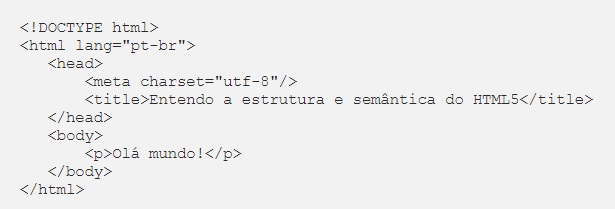 <!DOCTYPE html>
<html lang="pt-br">
<head>
<meta charset="utf-8"/>
<title>Entendo a estrutura e semântica do HTML5</title>
</head>
<body>
<p>Olá mundo!</p>
</body>
</html>